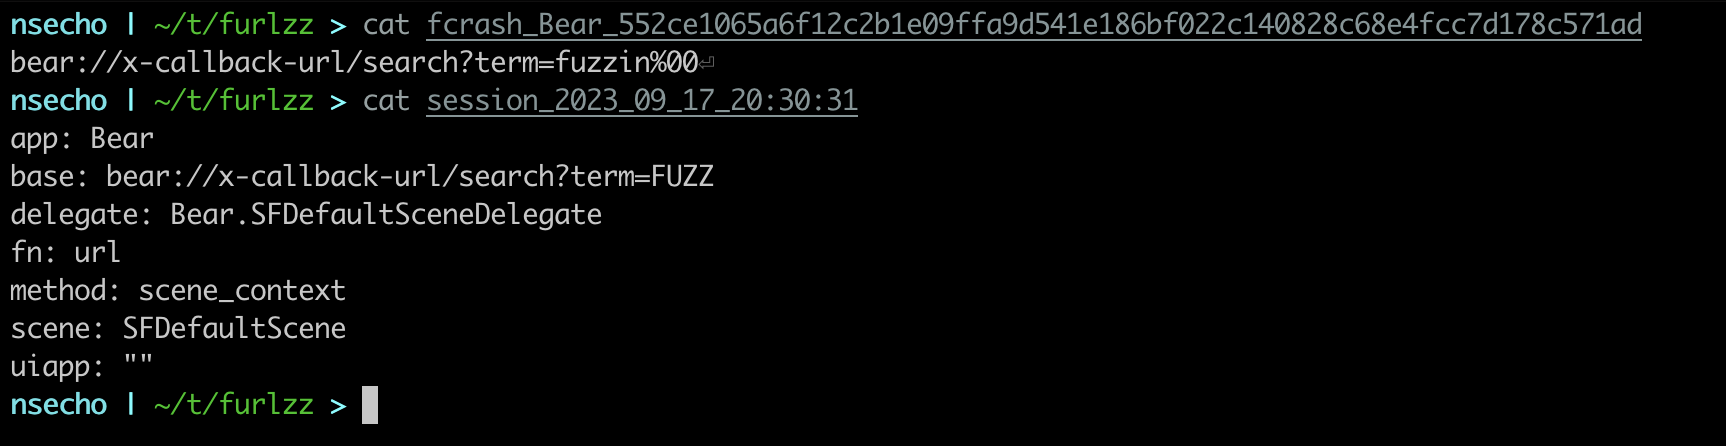 nsecho | ~/t/furlzz > cat fcrash_Bear_552ce1065a6f12c2b1e09ffa9d541e186bf022c140828c68e4fcc7d178c571ad
bear://x-callback-url/search?term=fuzzin%00⏎
nsecho | ~/t/furlzz > cat session_2023_09_17_20:30:31
app: Bear
base: bear://x-callback-url/search?term=FUZZ
delegate: Bear.SFDefaultSceneDelegate
fn: url
method: scene_context
scene: SFDefaultScene
uiapp: ""
nsecho | ~/t/furlzz >